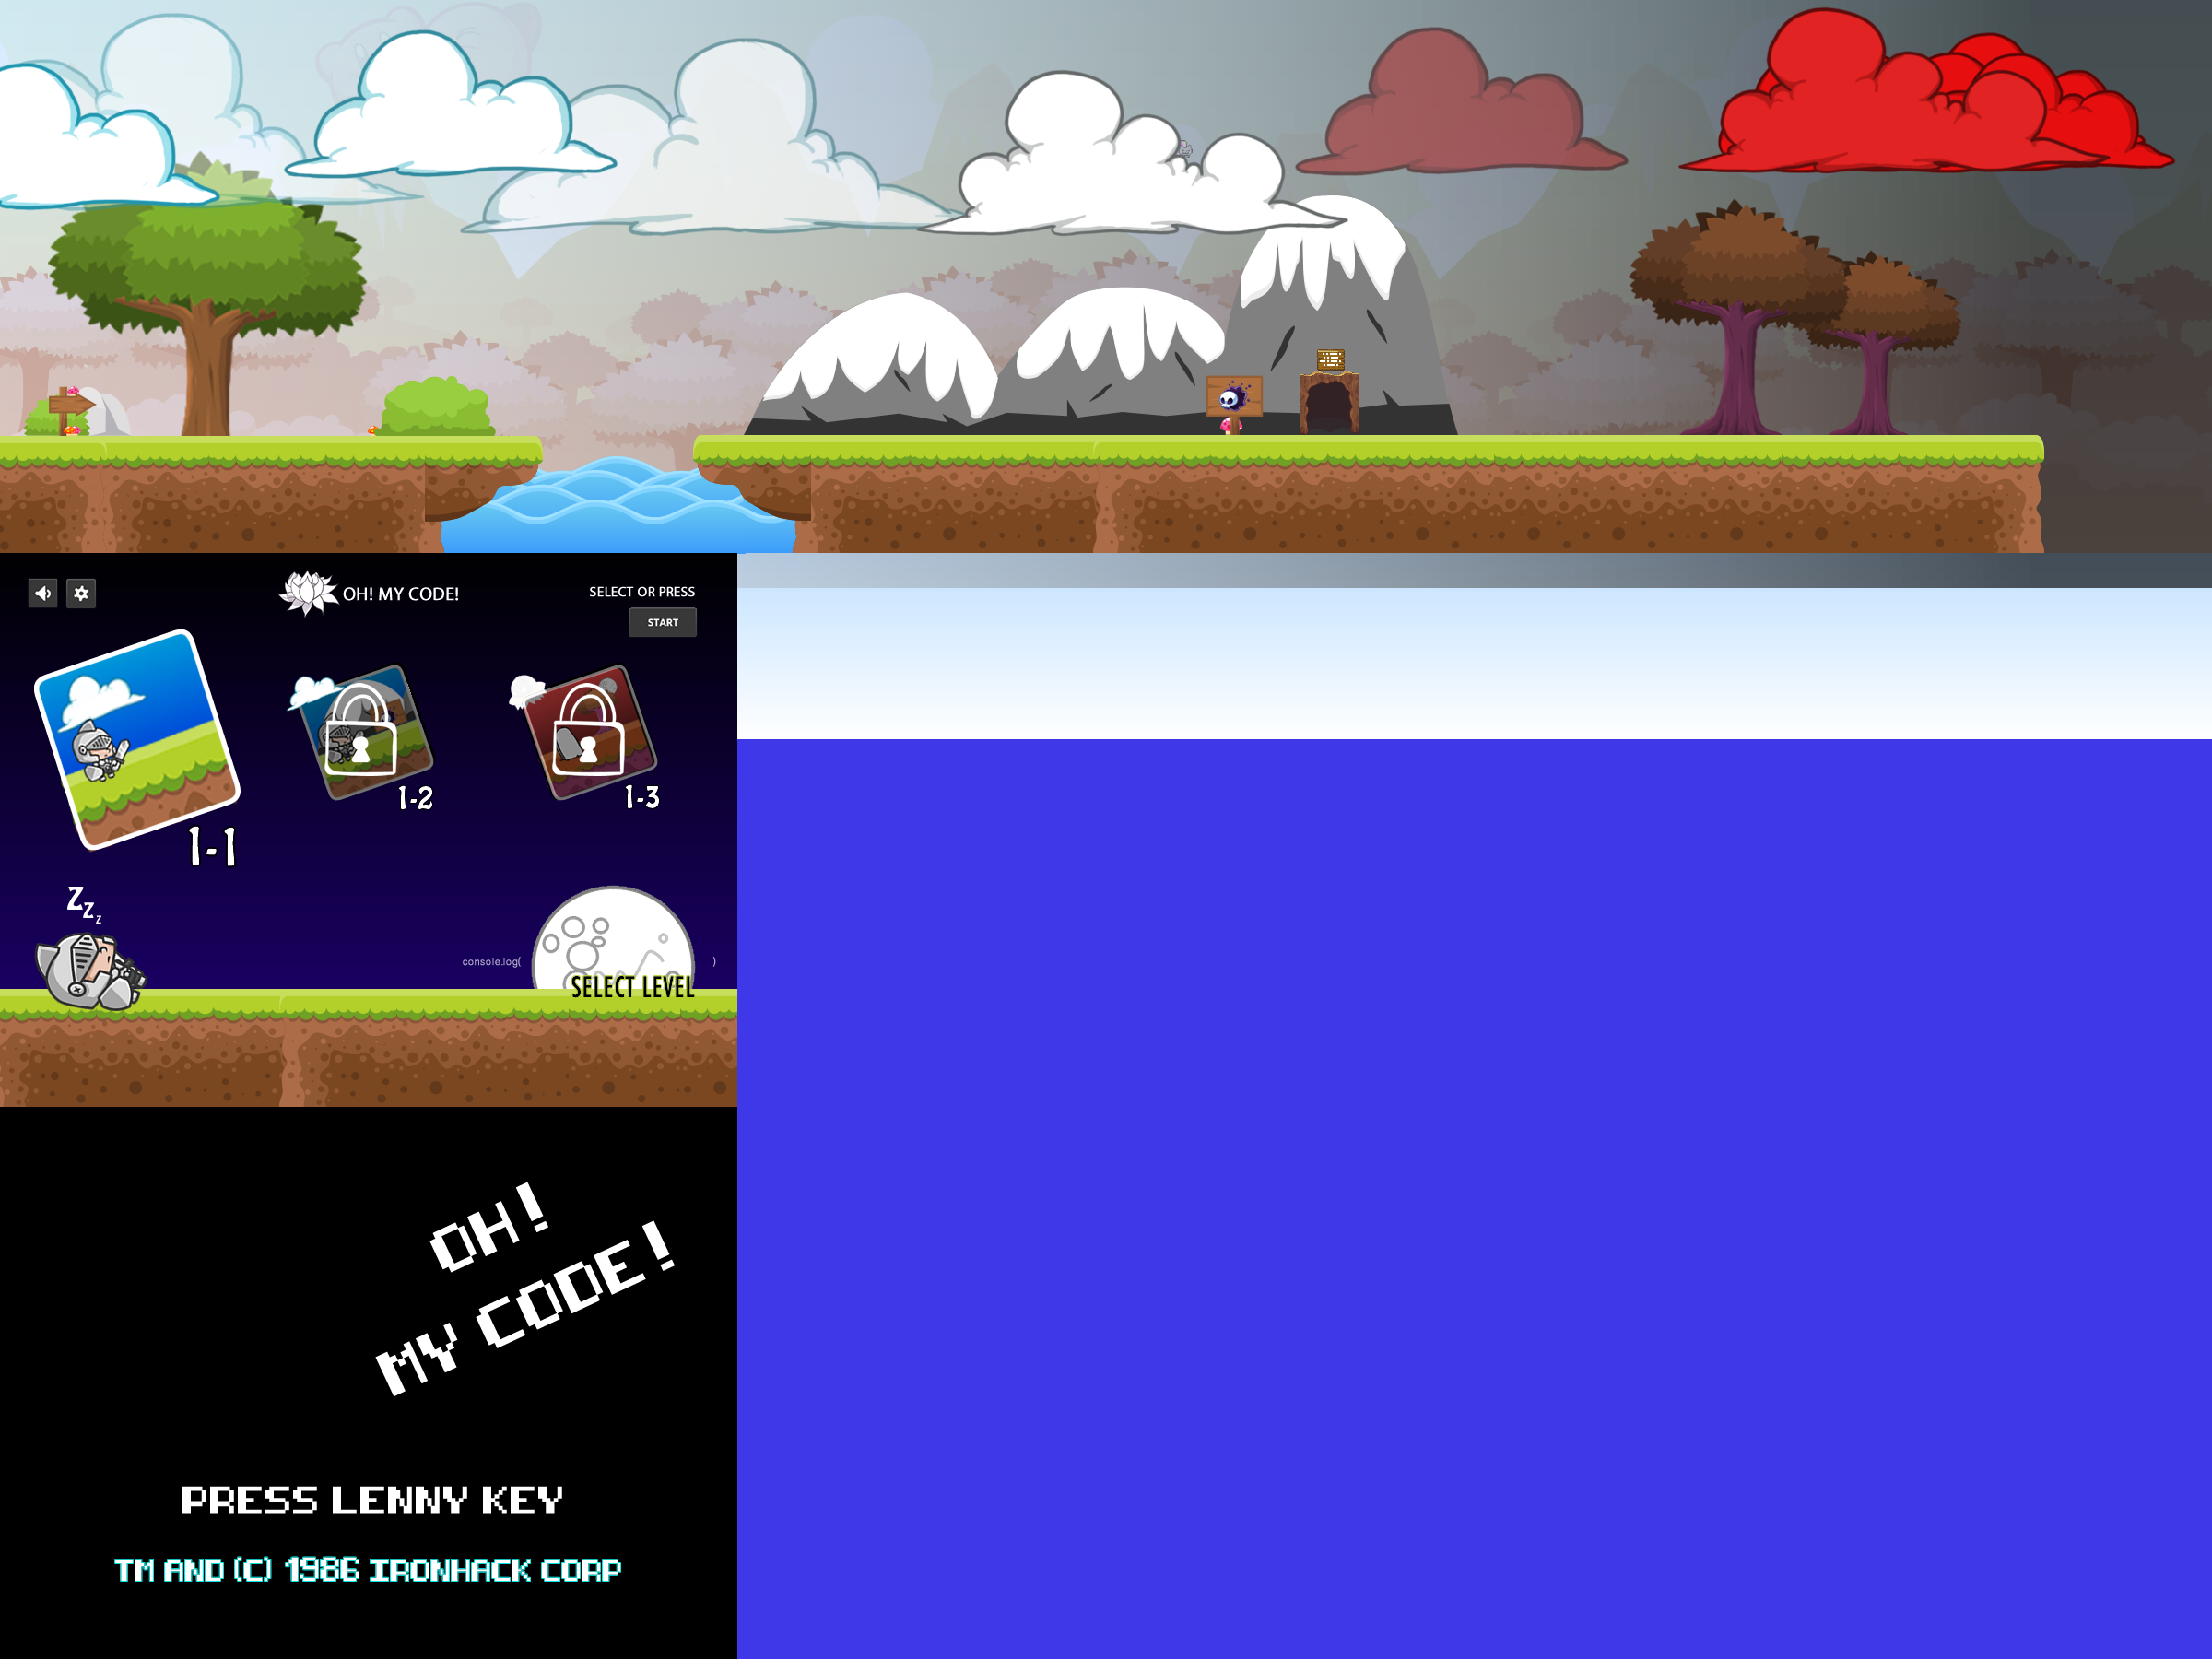 OH! MY CODE!
SELECT OR PRESS
START
1-1
1-2
1-3
Zzz
console.log( )
SELECT LEVEL
OH!
MY CODE!
PRESS LENNY KEY
TM AND (C) 1986 IRONHACK CORP